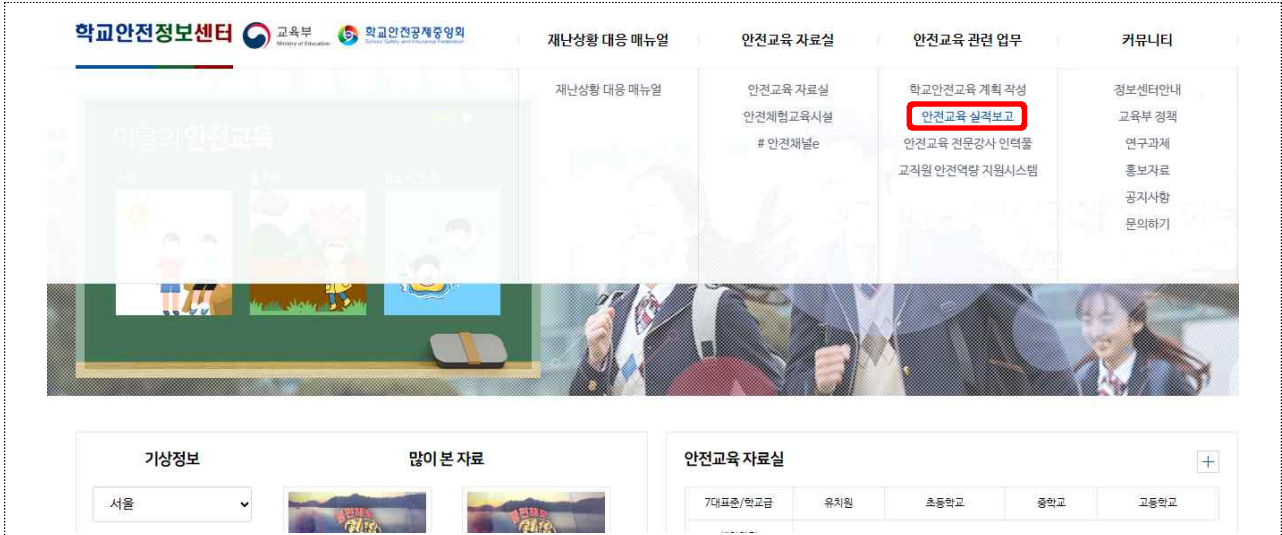 학교안전정보센터 교육부 Ministry of Education 학교안전공제중앙회 School Safety and Insurance Federation
재난상황 대응 매뉴얼 안전교육 자료실 안전교육 관련 업무 커뮤니티
재난상황 대응 매뉴얼 안전교육 자료실 학교안전교육 계획 작성 정보센터안내
안전체험교육시설 안전교육 실적보고 교육부 정책
# 안전채널e 안전교육 전문강사 인력풀 연구과제
교직원 안전역량 지원시스템 홍보자료
공지사항
문의하기
이달의 안전교육
기상정보 많이 본 자료 안전교육 자료실 +
서울 7대표준/학교급 유치원 초등학교 중학교 고등학교